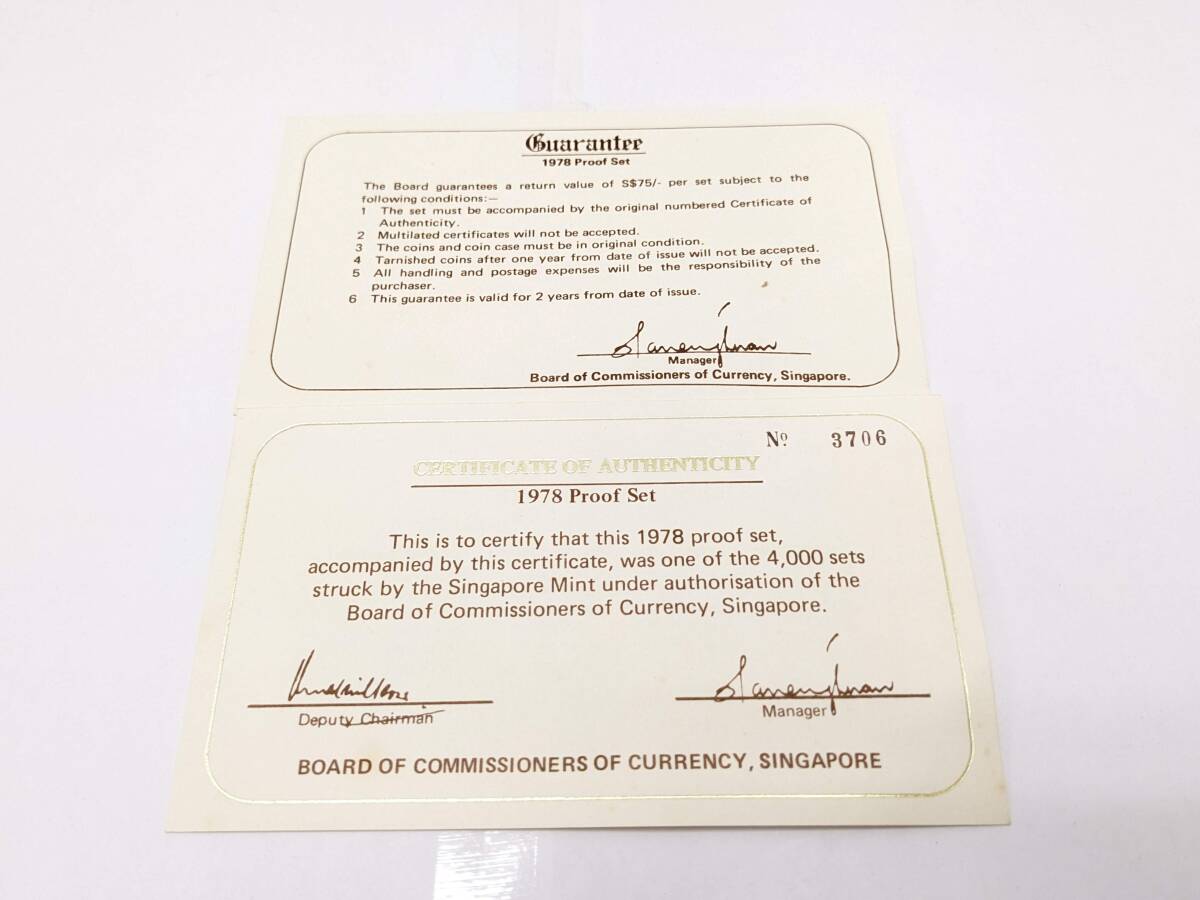 Guarantee
1978 Proof Set
The Board guarantees a return value of S$75/- per set subject to the
following conditions:—
1 The set must be accompanied by the original numbered Certificate of
Authenticity.
2 Multilated certificates will not be accepted.
3 The coins and coin case must be in original condition.
4 Tarnished coins after one year from date of issue will not be accepted.
5 All handling and postage expenses will be the responsibility of the
purchaser.
6 This guarantee is valid for 2 years from date of issue.
Manager
Board of Commissioners of Currency, Singapore.
Nº 3706
CERTIFICATE OF AUTHENTICITY
1978 Proof Set
This is to certify that this 1978 proof set,
accompanied by this certificate, was one of the 4,000 sets
struck by the Singapore Mint under authorisation of the
Board of Commissioners of Currency, Singapore.
Deputy Chairman
Manager
BOARD OF COMMISSIONERS OF CURRENCY, SINGAPORE